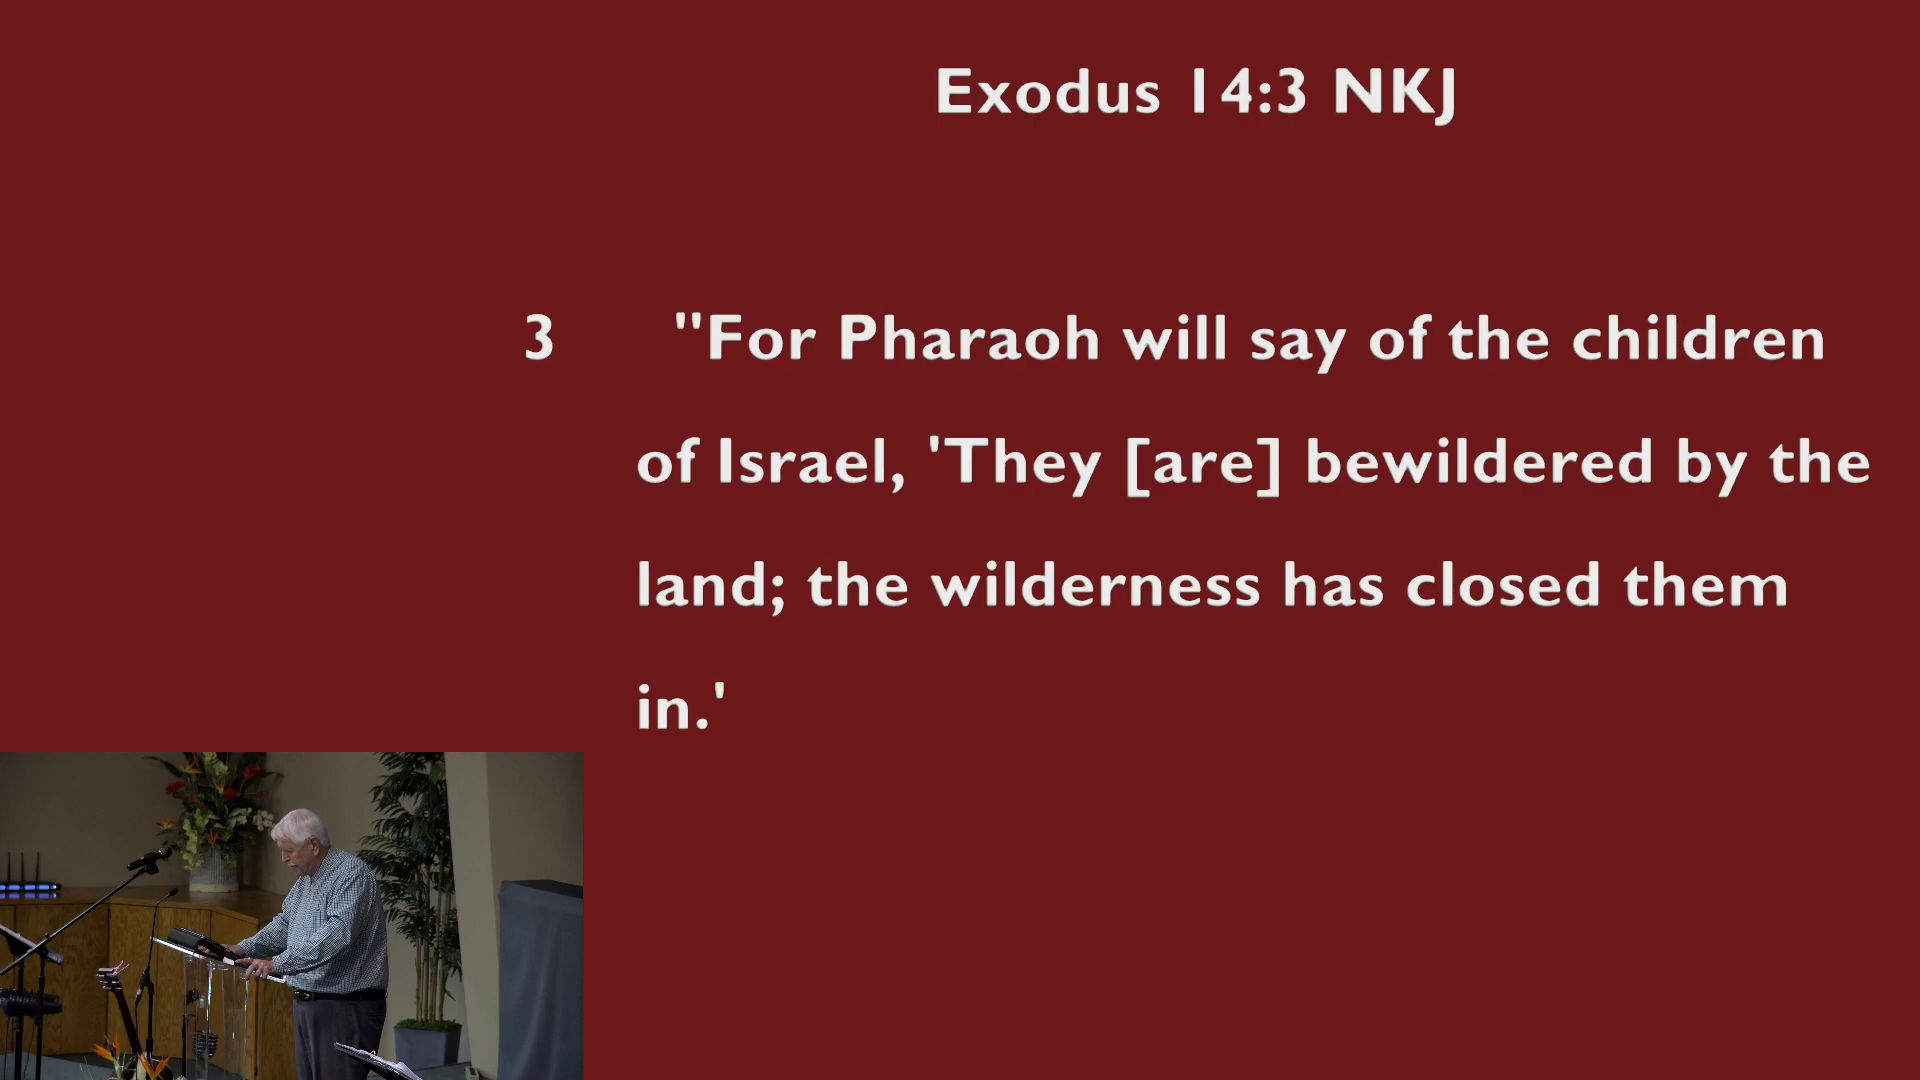 Exodus 14:3 NKJ
3 "For Pharaoh will say of the children
of Israel, 'They [are] bewildered by the
land; the wilderness has closed them
in.'